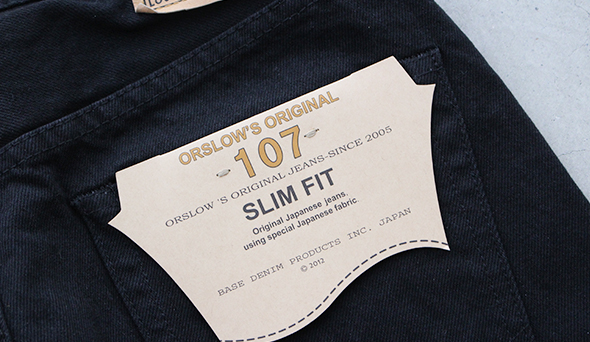 ORSLOW'S ORIGINAL
-107-
ORSLOW 'S ORIGINAL JEANS-SINCE 2005
SLIM FIT
Original Japanese jeans,
using special Japanese fabric.
BASE DENIM PRODUCTS INC. JAPAN
© 2012